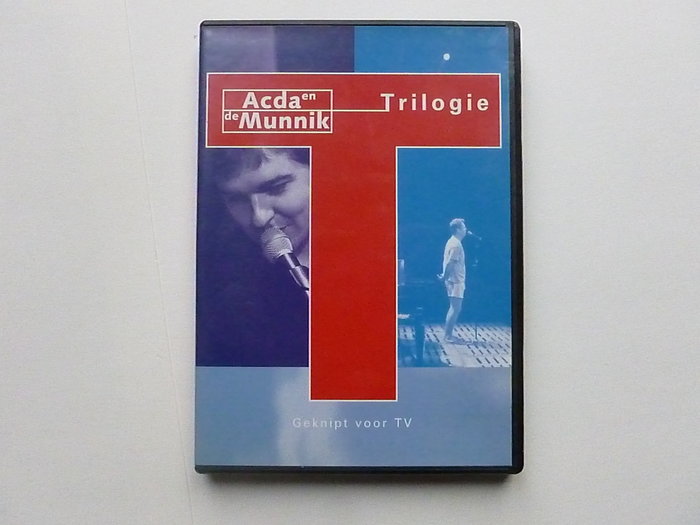 Acda en
de Munnik
Trilogie
Geknipt voor TV